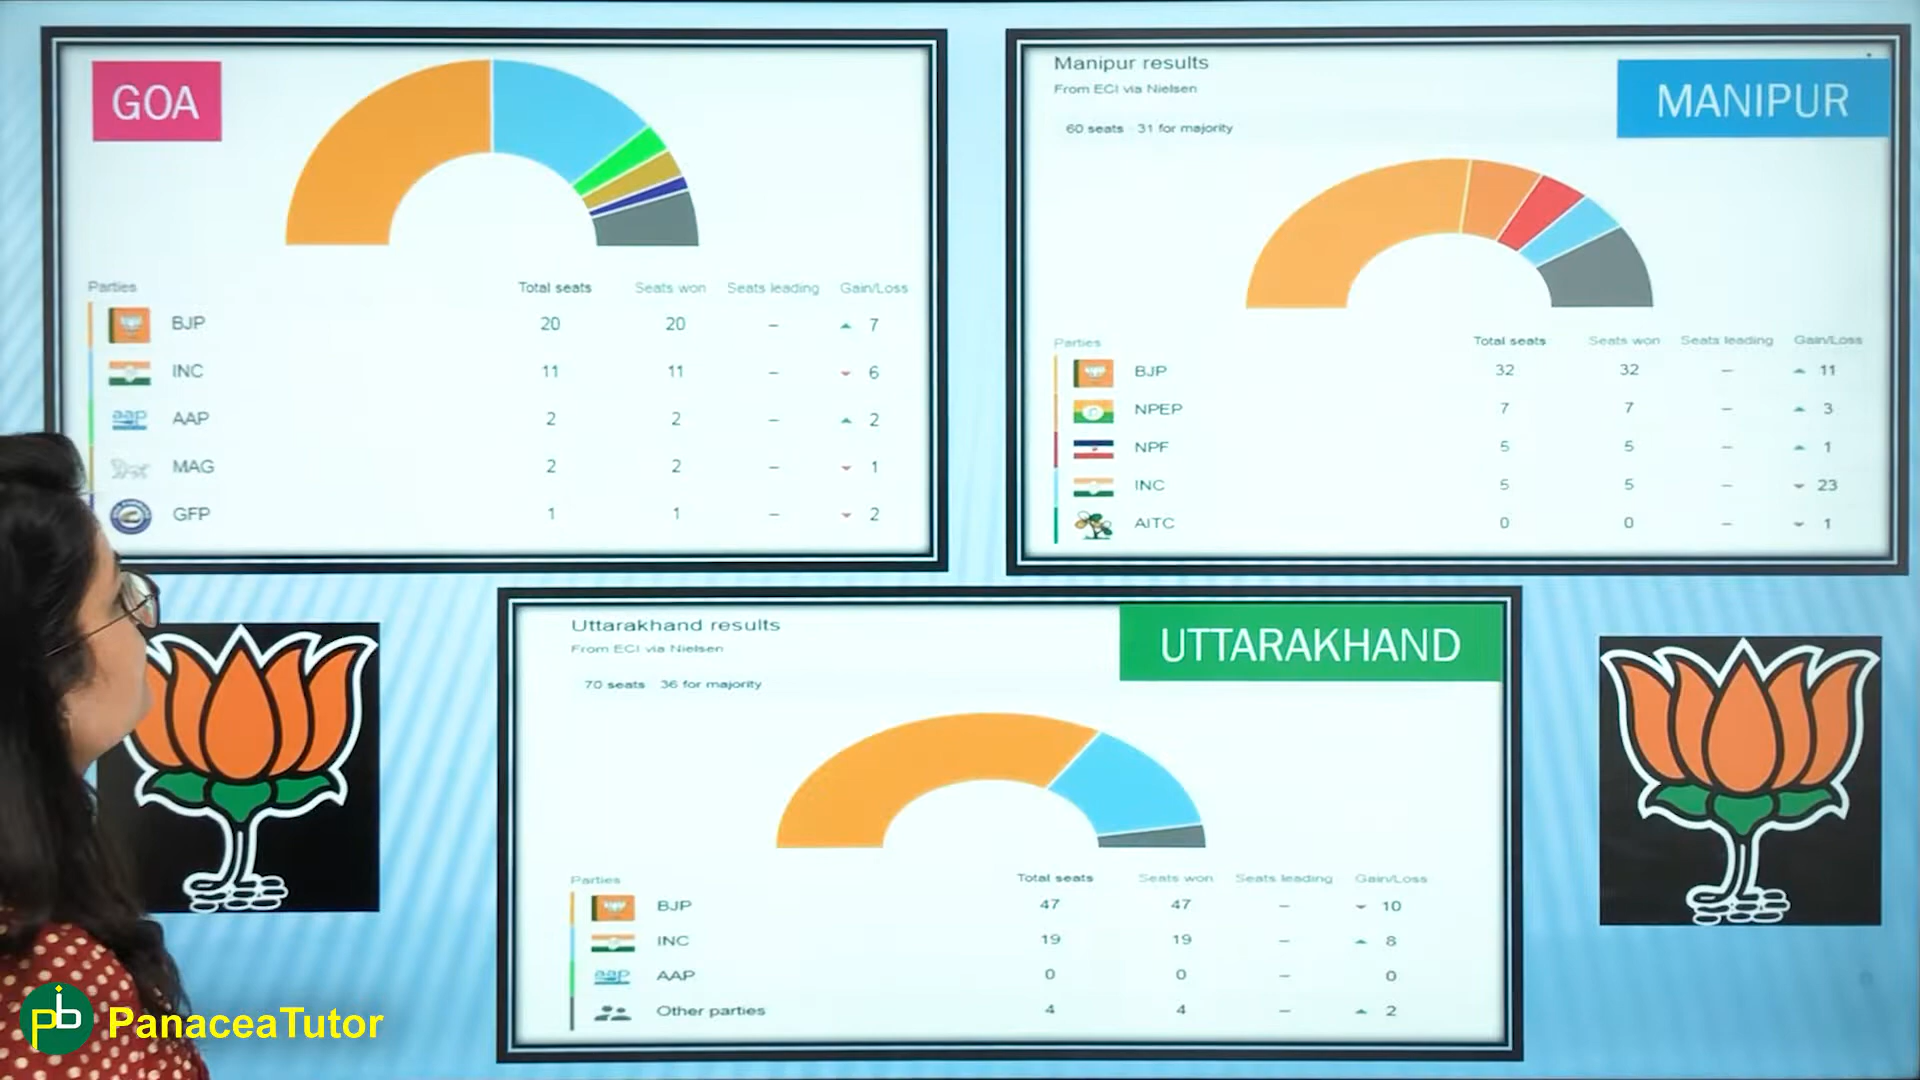 GOA
Parties Total seats Seats won Seats leading Gain/Loss
BJP 20 20 – 7
INC 11 11 – 6
aap AAP 2 2 – 2
MAG 2 2 – 1
GFP 1 1 – 2
Manipur results
From ECI via Nielsen
MANIPUR
60 seats · 31 for majority
Parties Total seats Seats won Seats leading Gain/Loss
BJP 32 32 – 11
NPEP 7 7 – 3
NPF 5 5 – 1
INC 5 5 – 23
AITC 0 0 – 1
Uttarakhand results
From ECI via Nielsen
UTTARAKHAND
70 seats · 36 for majority
Parties Total seats Seats won Seats leading Gain/Loss
BJP 47 47 – 10
INC 19 19 – 8
aap AAP 0 0 – 0
Other parties 4 4 – 2
pb PanaceaTutor